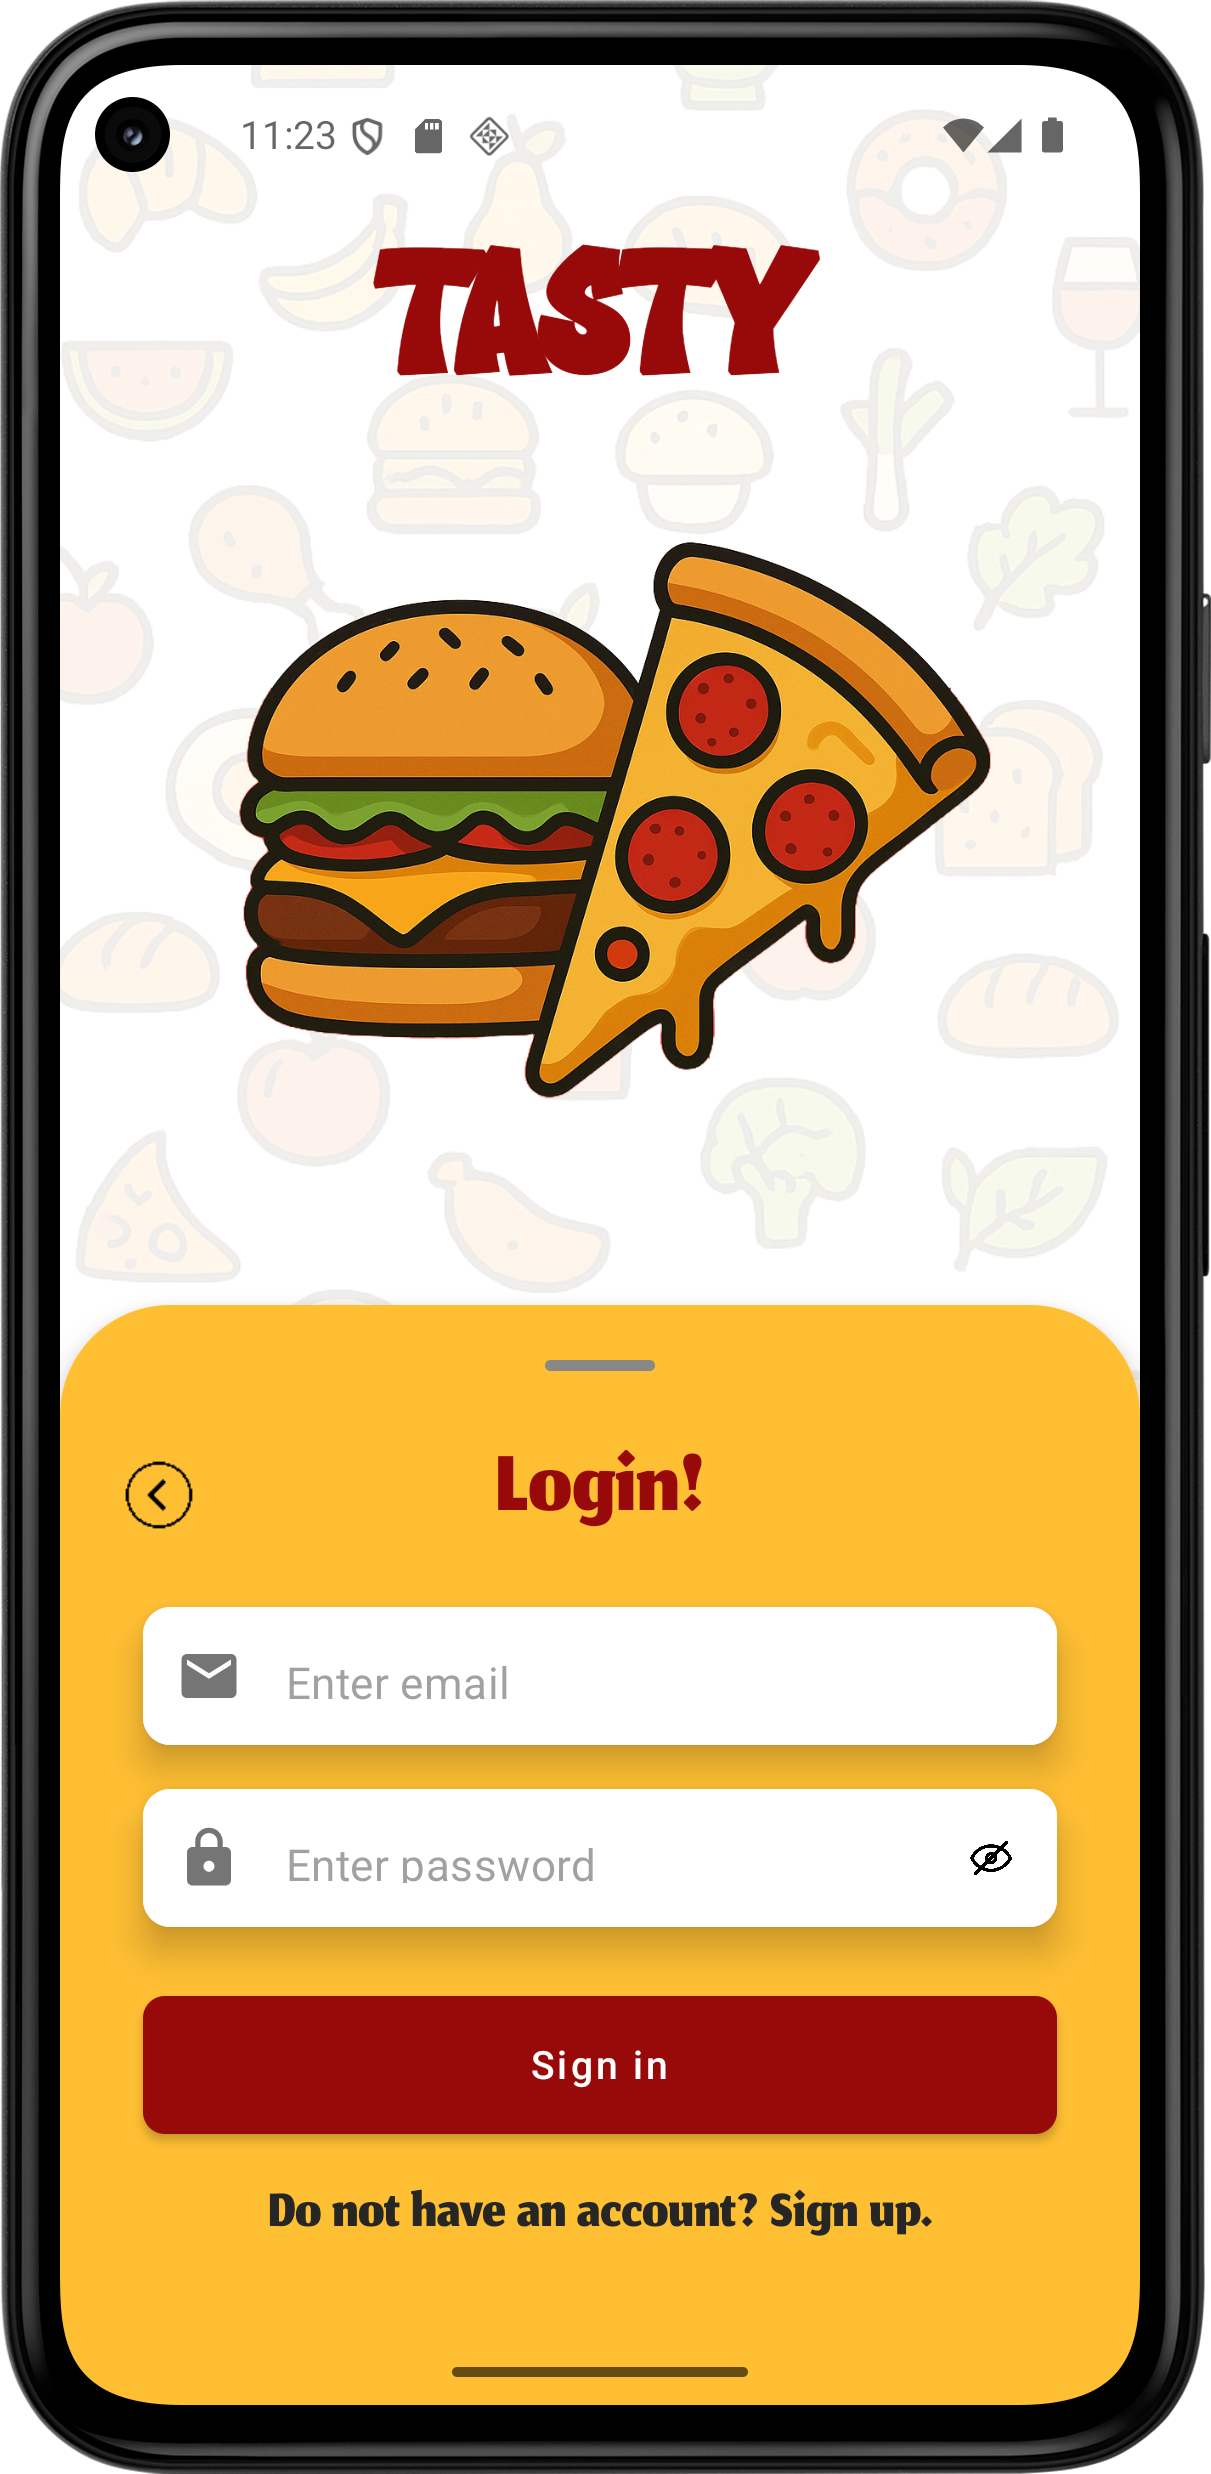 11:23
TASTY
Login!
Enter email
Enter password
Sign in
Do not have an account? Sign up.